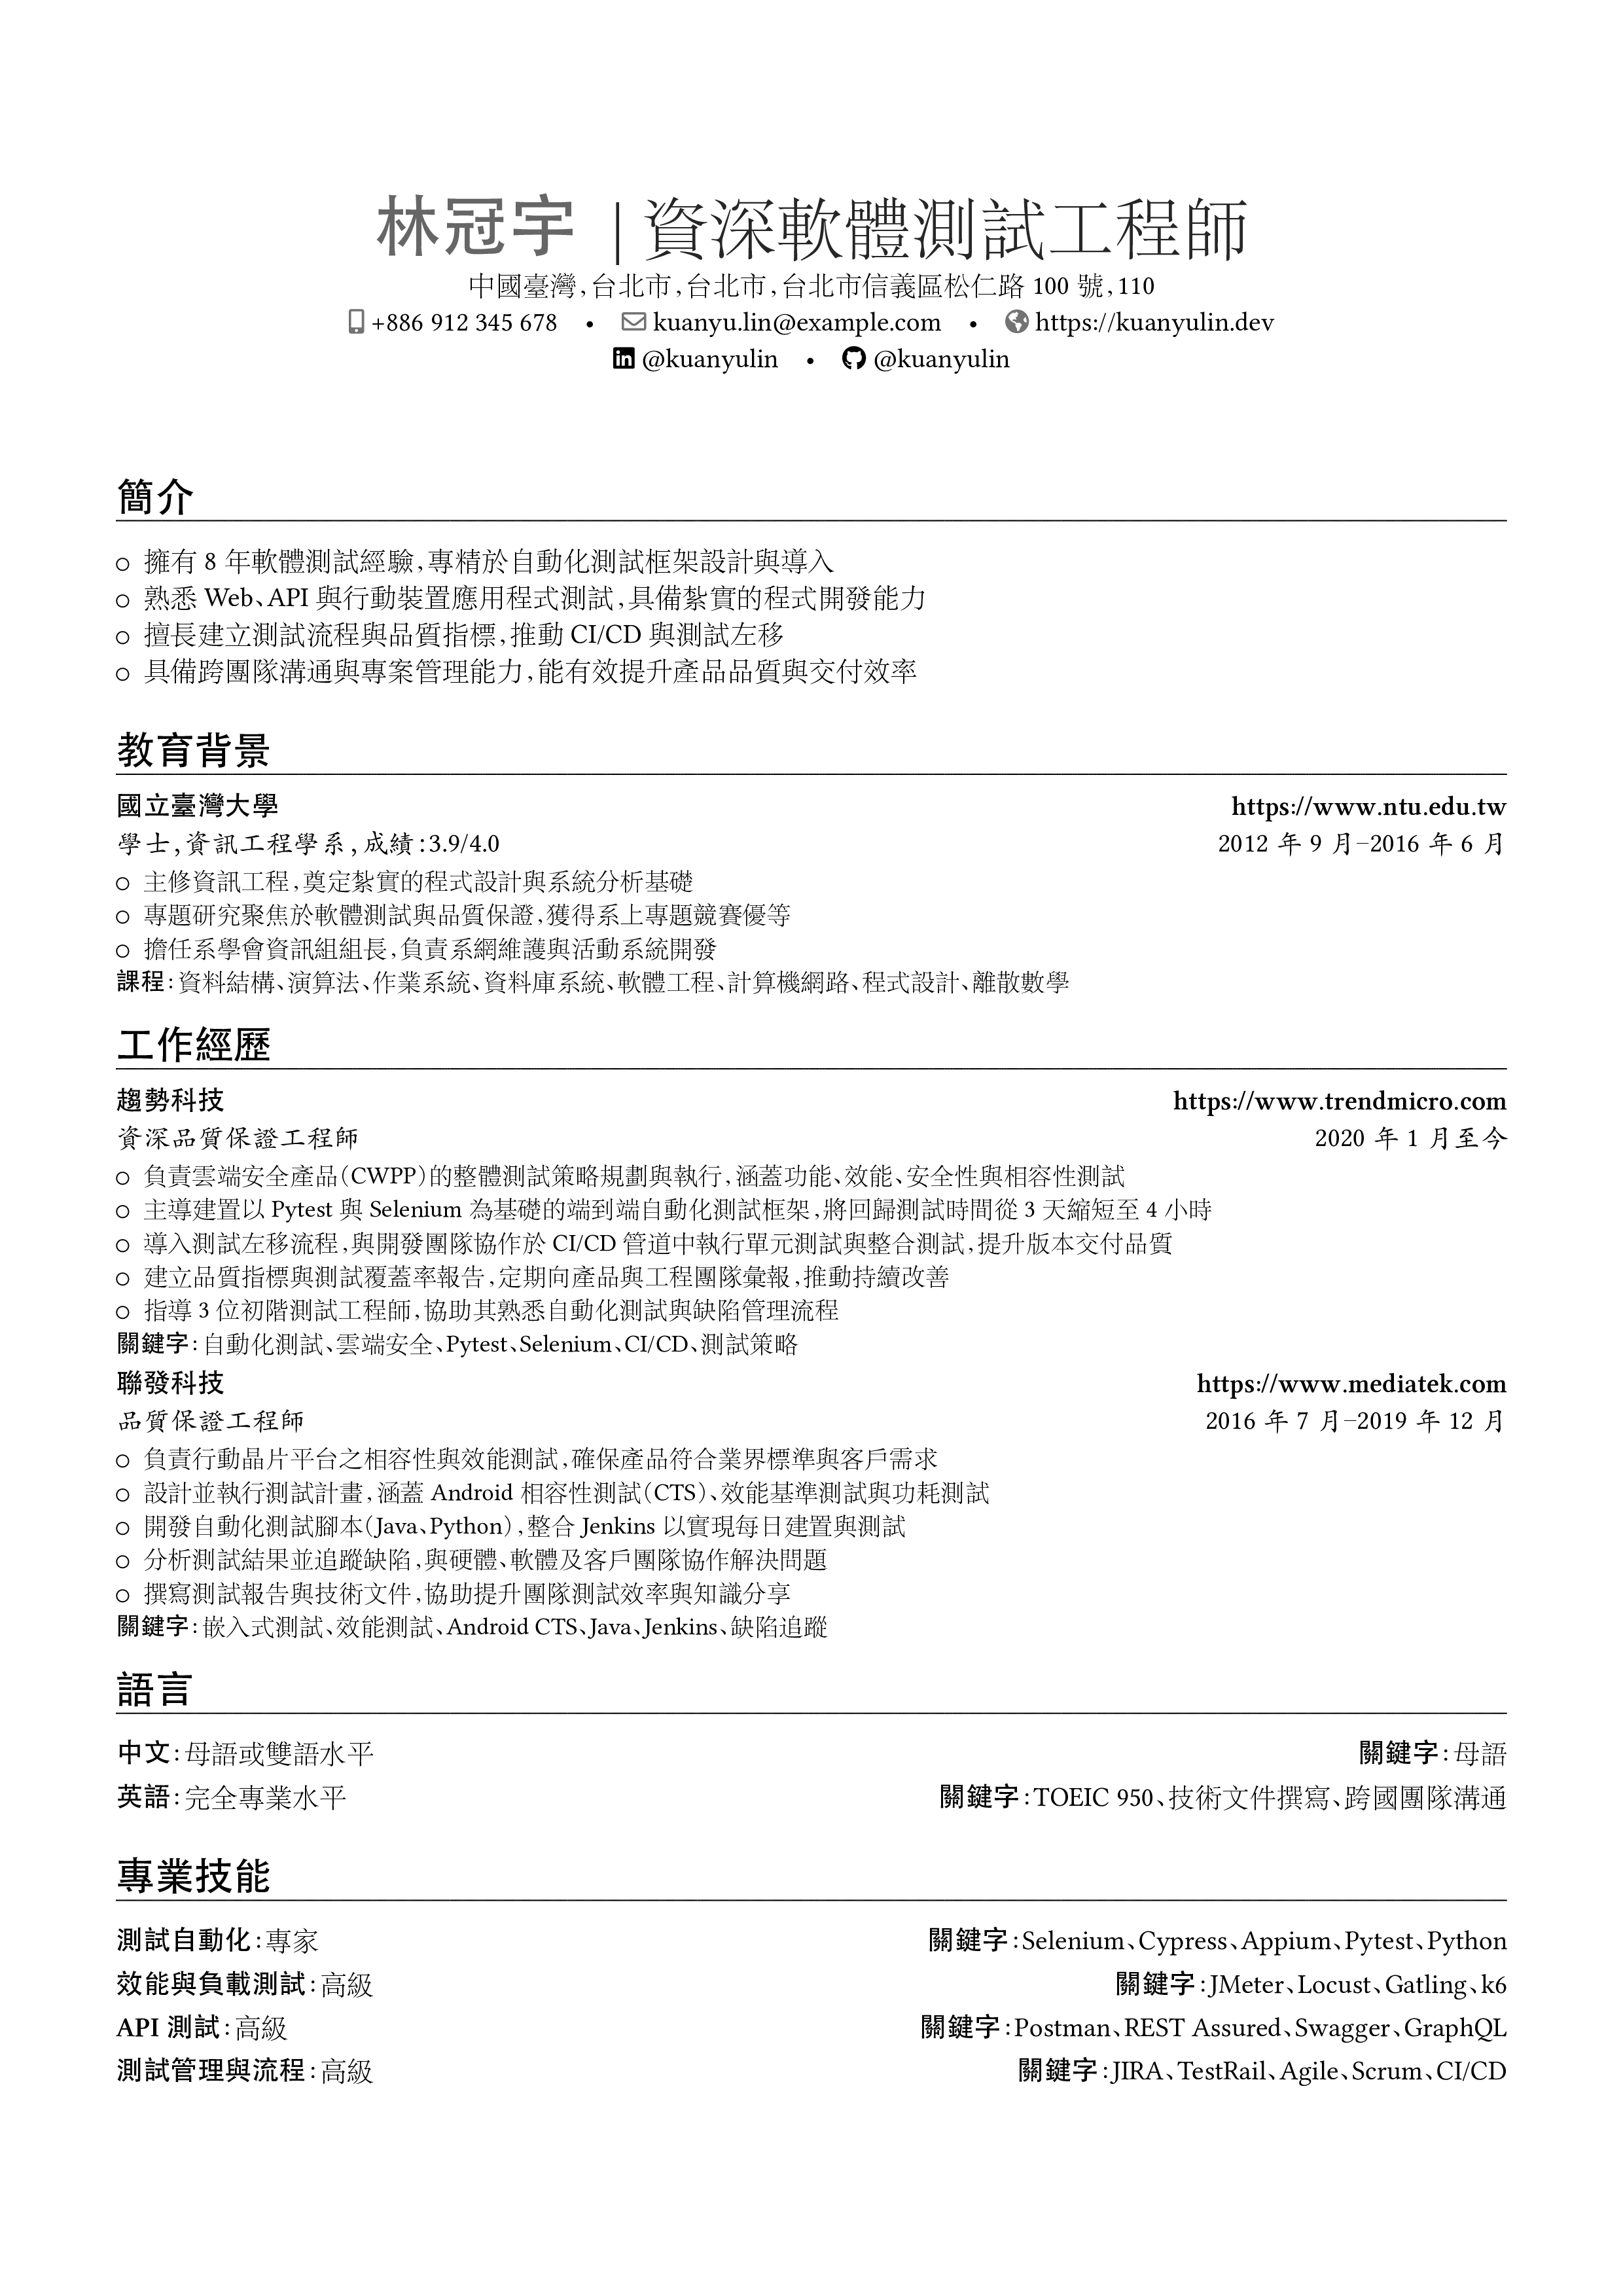 林冠宇 | 資深軟體測試工程師
中國臺灣,台北市,台北市,台北市信義區松仁路 100 號,110
+886 912 345 678 • kuanyu.lin@example.com • https://kuanyulin.dev
@kuanyulin • @kuanyulin
簡介
○ 擁有 8 年軟體測試經驗,專精於自動化測試框架設計與導入
○ 熟悉 Web、API 與行動裝置應用程式測試,具備紮實的程式開發能力
○ 擅長建立測試流程與品質指標,推動 CI/CD 與測試左移
○ 具備跨團隊溝通與專案管理能力,能有效提升產品品質與交付效率
教育背景
國立臺灣大學 https://www.ntu.edu.tw
學士,資訊工程學系,成績:3.9/4.0 2012 年 9 月–2016 年 6 月
○ 主修資訊工程,奠定紮實的程式設計與系統分析基礎
○ 專題研究聚焦於軟體測試與品質保證,獲得系上專題競賽優等
○ 擔任系學會資訊組組長,負責系網維護與活動系統開發
課程:資料結構、演算法、作業系統、資料庫系統、軟體工程、計算機網路、程式設計、離散數學
工作經歷
趨勢科技 https://www.trendmicro.com
資深品質保證工程師 2020 年 1 月至今
○ 負責雲端安全產品(CWPP)的整體測試策略規劃與執行,涵蓋功能、效能、安全性與相容性測試
○ 主導建置以 Pytest 與 Selenium 為基礎的端到端自動化測試框架,將回歸測試時間從 3 天縮短至 4 小時
○ 導入測試左移流程,與開發團隊協作於 CI/CD 管道中執行單元測試與整合測試,提升版本交付品質
○ 建立品質指標與測試覆蓋率報告,定期向產品與工程團隊彙報,推動持續改善
○ 指導 3 位初階測試工程師,協助其熟悉自動化測試與缺陷管理流程
關鍵字:自動化測試、雲端安全、Pytest、Selenium、CI/CD、測試策略
聯發科技 https://www.mediatek.com
品質保證工程師 2016 年 7 月–2019 年 12 月
○ 負責行動晶片平台之相容性與效能測試,確保產品符合業界標準與客戶需求
○ 設計並執行測試計畫,涵蓋 Android 相容性測試(CTS)、效能基準測試與功耗測試
○ 開發自動化測試腳本(Java、Python),整合 Jenkins 以實現每日建置與測試
○ 分析測試結果並追蹤缺陷,與硬體、軟體及客戶團隊協作解決問題
○ 撰寫測試報告與技術文件,協助提升團隊測試效率與知識分享
關鍵字:嵌入式測試、效能測試、Android CTS、Java、Jenkins、缺陷追蹤
語言
中文:母語或雙語水平 關鍵字:母語
英語:完全專業水平 關鍵字:TOEIC 950、技術文件撰寫、跨國團隊溝通
專業技能
測試自動化:專家 關鍵字:Selenium、Cypress、Appium、Pytest、Python
效能與負載測試:高級 關鍵字:JMeter、Locust、Gatling、k6
API 測試:高級 關鍵字:Postman、REST Assured、Swagger、GraphQL
測試管理與流程:高級 關鍵字:JIRA、TestRail、Agile、Scrum、CI/CD